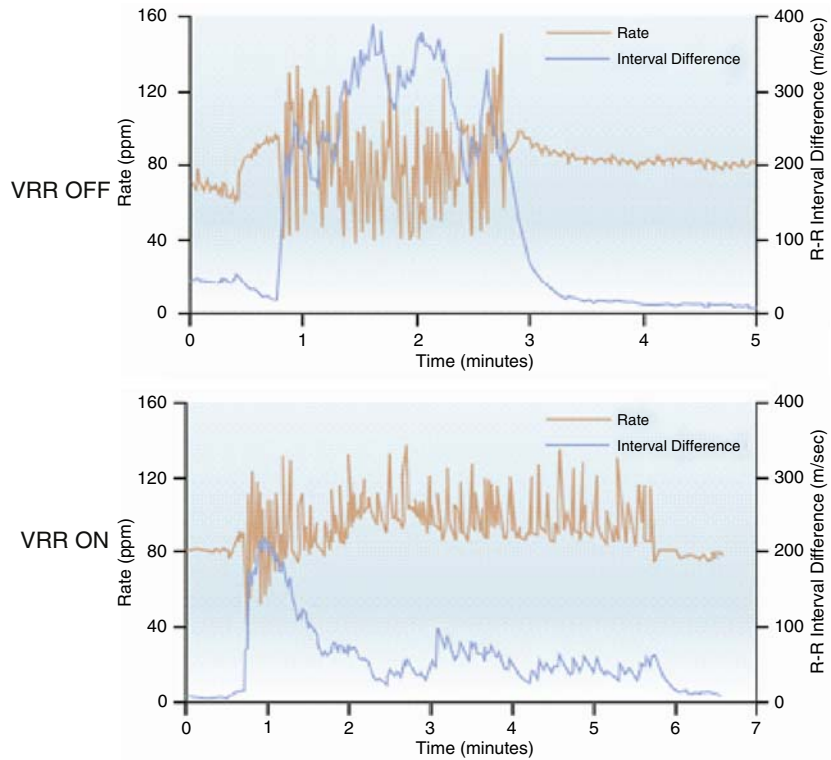 VRR OFF
Rate (ppm)
160
120
80
40
0
Rate
Interval Difference
400
300
200
100
0
R-R Interval Difference (m/sec)
0 1 2 3 4 5
Time (minutes)
VRR ON
Rate (ppm)
160
120
80
40
0
Rate
Interval Difference
400
300
200
100
0
R-R Interval Difference (m/sec)
0 1 2 3 4 5 6 7
Time (minutes)